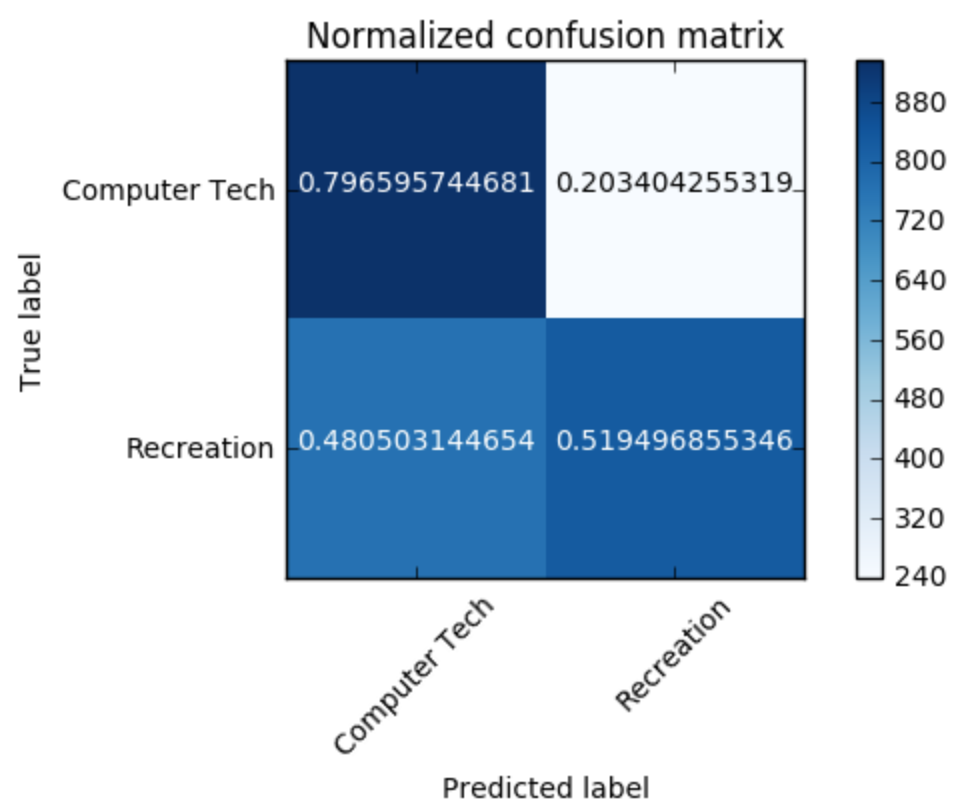 Normalized confusion matrix
True label
Computer Tech
0.796595744681 0.203404255319
Recreation
0.480503144654 0.519496855346
Computer Tech
Recreation
Predicted label
880
800
720
640
560
480
400
320
240